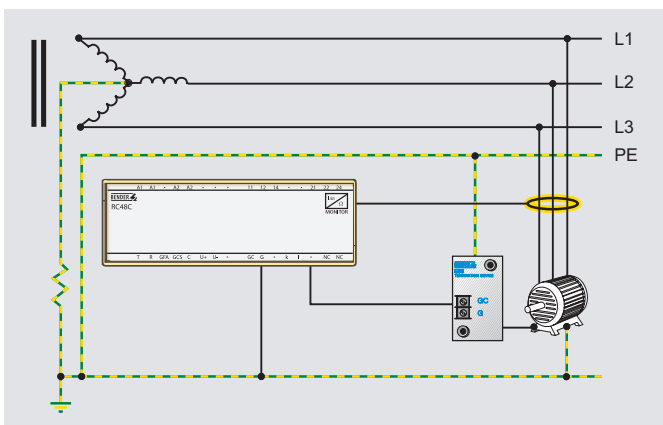 L1
L2
L3
PE
A1 A1 • A2 A2 • • • 11 12 14 • • 21 22 24
BENDER
RC48C
IΔn
Ω
MONITOR
T R GFA GCS C U+ U- • GC G • k l • NC NC
GC
G